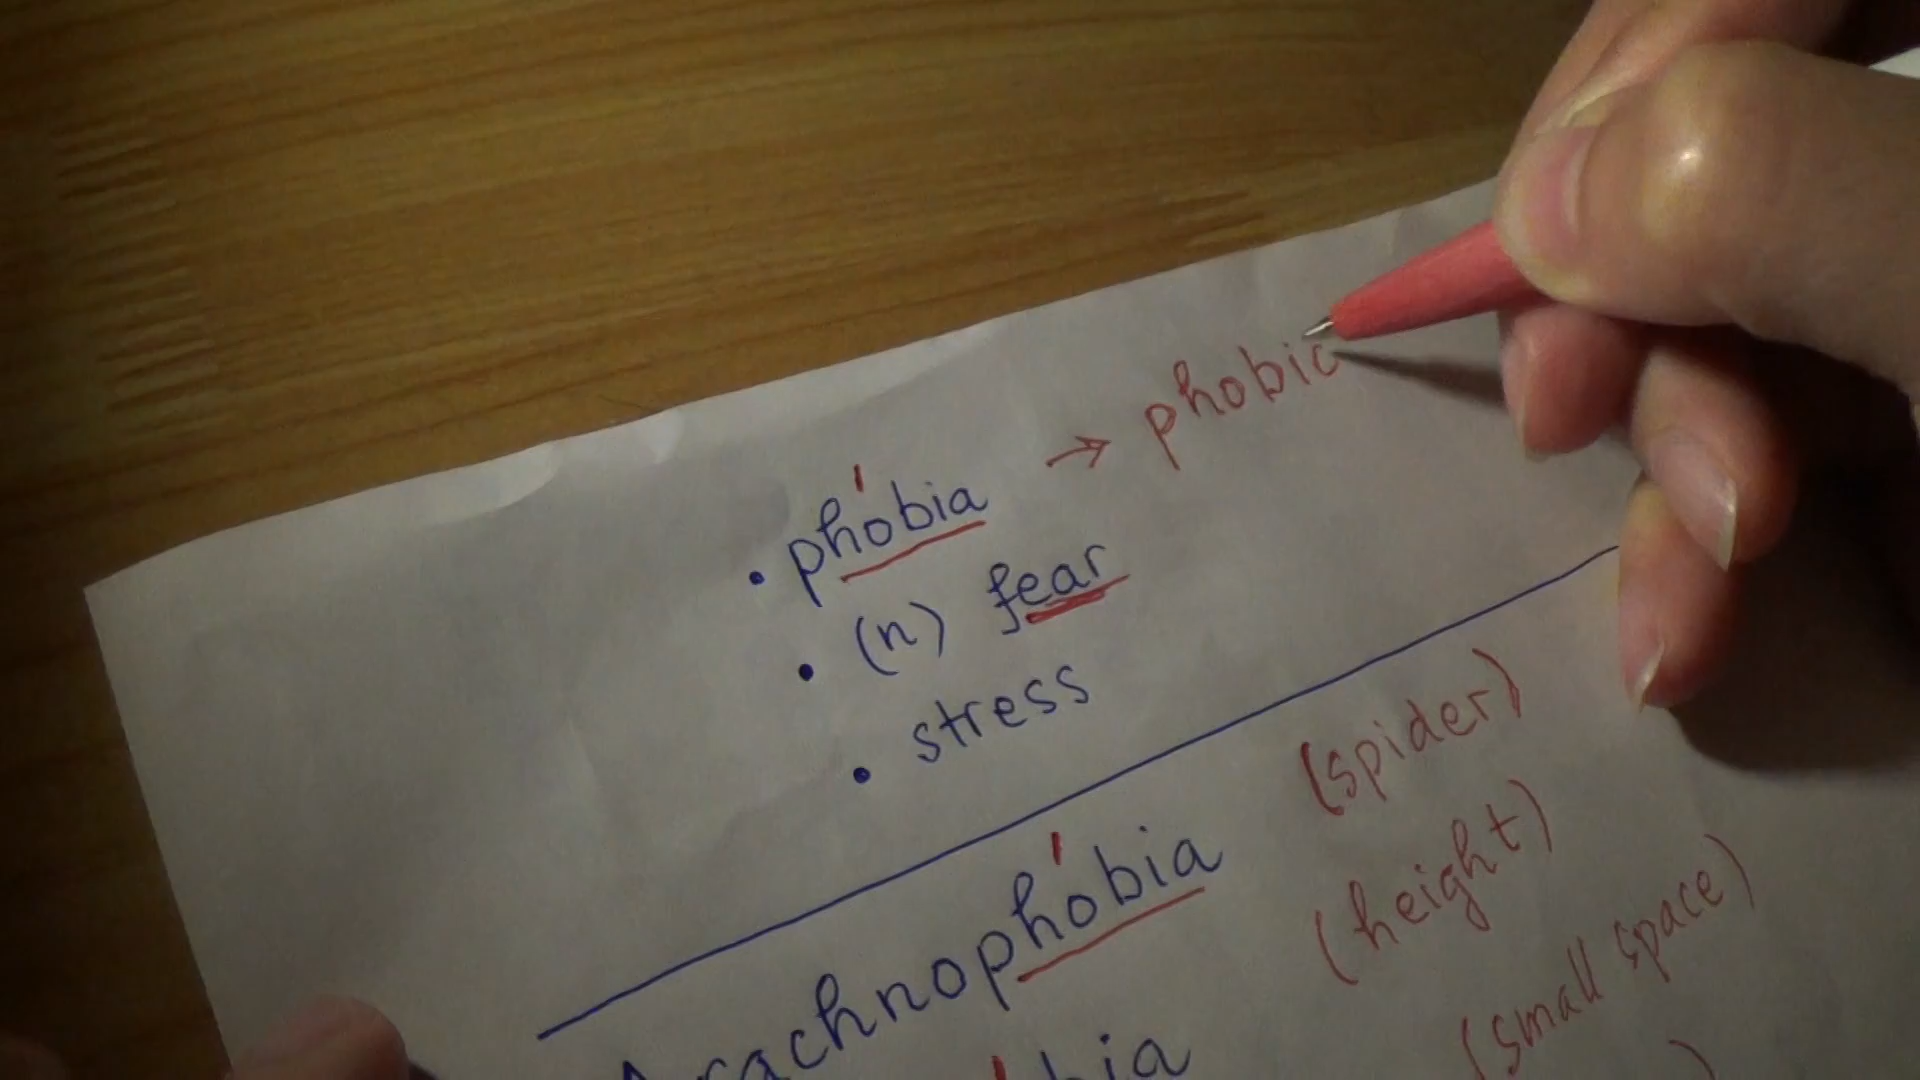 • phobia → phobic
• (n) fear
• stress
Arachnophobia (spider)
(height)
(small space)